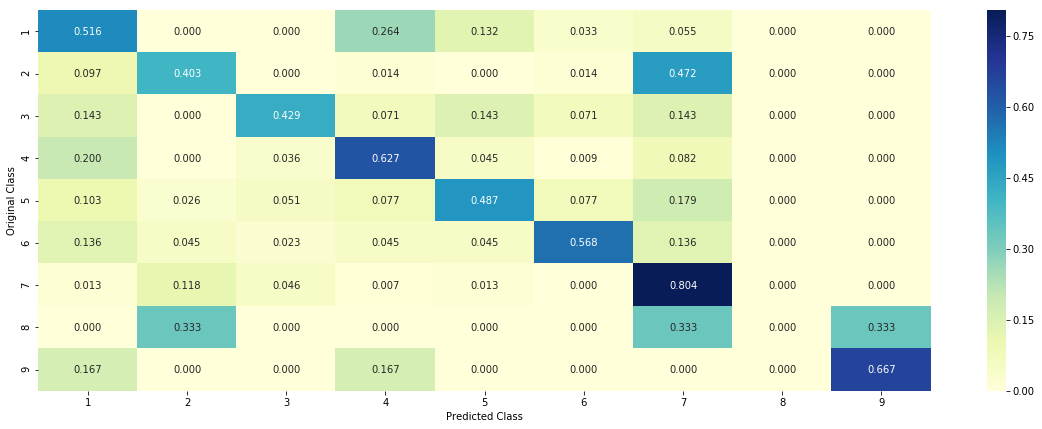 1 0.516 0.000 0.000 0.264 0.132 0.033 0.055 0.000 0.000
2 0.097 0.403 0.000 0.014 0.000 0.014 0.472 0.000 0.000
3 0.143 0.000 0.429 0.071 0.143 0.071 0.143 0.000 0.000
4 0.200 0.000 0.036 0.627 0.045 0.009 0.082 0.000 0.000
5 0.103 0.026 0.051 0.077 0.487 0.077 0.179 0.000 0.000
6 0.136 0.045 0.023 0.045 0.045 0.568 0.136 0.000 0.000
7 0.013 0.118 0.046 0.007 0.013 0.000 0.804 0.000 0.000
8 0.000 0.333 0.000 0.000 0.000 0.000 0.333 0.000 0.333
9 0.167 0.000 0.000 0.167 0.000 0.000 0.000 0.000 0.667
1 2 3 4 5 6 7 8 9
Predicted Class
Original Class
0.75
0.60
0.45
0.30
0.15
0.00